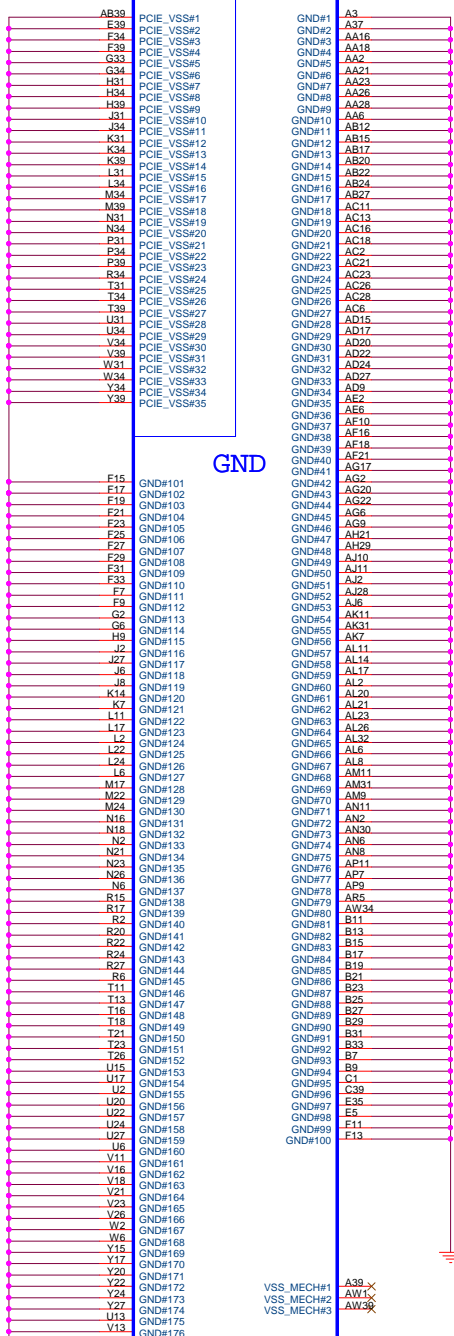 AB39 PCIE_VSS#1
E39 PCIE_VSS#2
F34 PCIE_VSS#3
F39 PCIE_VSS#4
G33 PCIE_VSS#5
G34 PCIE_VSS#6
H31 PCIE_VSS#7
H34 PCIE_VSS#8
H39 PCIE_VSS#9
J31 PCIE_VSS#10
J34 PCIE_VSS#11
K31 PCIE_VSS#12
K34 PCIE_VSS#13
K39 PCIE_VSS#14
L31 PCIE_VSS#15
L34 PCIE_VSS#16
M34 PCIE_VSS#17
M39 PCIE_VSS#18
N31 PCIE_VSS#19
N34 PCIE_VSS#20
P31 PCIE_VSS#21
P34 PCIE_VSS#22
P39 PCIE_VSS#23
R34 PCIE_VSS#24
T31 PCIE_VSS#25
T34 PCIE_VSS#26
T39 PCIE_VSS#27
U31 PCIE_VSS#28
U34 PCIE_VSS#29
V34 PCIE_VSS#30
V39 PCIE_VSS#31
W31 PCIE_VSS#32
W34 PCIE_VSS#33
Y34 PCIE_VSS#34
Y39 PCIE_VSS#35
GND
F15 GND#101
F17 GND#102
F19 GND#103
F21 GND#104
F23 GND#105
F25 GND#106
F27 GND#107
F29 GND#108
F31 GND#109
F33 GND#110
F7 GND#111
F9 GND#112
G2 GND#113
G6 GND#114
H9 GND#115
J2 GND#116
J27 GND#117
J6 GND#118
J8 GND#119
K14 GND#120
K7 GND#121
L11 GND#122
L17 GND#123
L2 GND#124
L22 GND#125
L24 GND#126
L6 GND#127
M17 GND#128
M22 GND#129
M24 GND#130
N16 GND#131
N18 GND#132
N2 GND#133
N21 GND#134
N23 GND#135
N26 GND#136
N6 GND#137
R15 GND#138
R17 GND#139
R2 GND#140
R20 GND#141
R22 GND#142
R24 GND#143
R27 GND#144
R6 GND#145
T11 GND#146
T13 GND#147
T16 GND#148
T18 GND#149
T21 GND#150
T23 GND#151
T26 GND#152
U15 GND#153
U17 GND#154
U2 GND#155
U20 GND#156
U22 GND#157
U24 GND#158
U27 GND#159
U6 GND#160
V11 GND#161
V16 GND#162
V18 GND#163
V21 GND#164
V23 GND#165
V26 GND#166
W2 GND#167
W6 GND#168
Y15 GND#169
Y17 GND#170
Y20 GND#171
Y22 GND#172
Y24 GND#173
Y27 GND#174
U13 GND#175
V13 GND#176
GND#1 A3
GND#2 A37
GND#3 AA16
GND#4 AA18
GND#5 AA2
GND#6 AA21
GND#7 AA23
GND#8 AA26
GND#9 AA28
GND#10 AA6
GND#11 AB12
GND#12 AB15
GND#13 AB17
GND#14 AB20
GND#15 AB22
GND#16 AB24
GND#17 AB27
GND#18 AC11
GND#19 AC13
GND#20 AC16
GND#21 AC18
GND#22 AC2
GND#23 AC21
GND#24 AC23
GND#25 AC26
GND#26 AC28
GND#27 AC6
GND#28 AD15
GND#29 AD17
GND#30 AD20
GND#31 AD22
GND#32 AD24
GND#33 AD27
GND#34 AD9
GND#35 AE2
GND#36 AE6
GND#37 AF10
GND#38 AF16
GND#39 AF18
GND#40 AF21
GND#41 AG17
GND#42 AG2
GND#43 AG20
GND#44 AG22
GND#45 AG6
GND#46 AG9
GND#47 AH21
GND#48 AH29
GND#49 AJ10
GND#50 AJ11
GND#51 AJ2
GND#52 AJ28
GND#53 AJ6
GND#54 AK11
GND#55 AK31
GND#56 AK7
GND#57 AL11
GND#58 AL14
GND#59 AL17
GND#60 AL2
GND#61 AL20
GND#62 AL21
GND#63 AL23
GND#64 AL26
GND#65 AL32
GND#66 AL6
GND#67 AL8
GND#68 AM11
GND#69 AM31
GND#70 AM9
GND#71 AN11
GND#72 AN2
GND#73 AN30
GND#74 AN6
GND#75 AN8
GND#76 AP11
GND#77 AP7
GND#78 AP9
GND#79 AR5
GND#80 AW34
GND#81 B11
GND#82 B13
GND#83 B15
GND#84 B17
GND#85 B19
GND#86 B21
GND#87 B23
GND#88 B25
GND#89 B27
GND#90 B29
GND#91 B31
GND#92 B33
GND#93 B7
GND#94 B9
GND#95 C1
GND#96 C39
GND#97 E35
GND#98 E5
GND#99 F11
GND#100 F13
VSS_MECH#1 A39
VSS_MECH#2 AW1
VSS_MECH#3 AW39